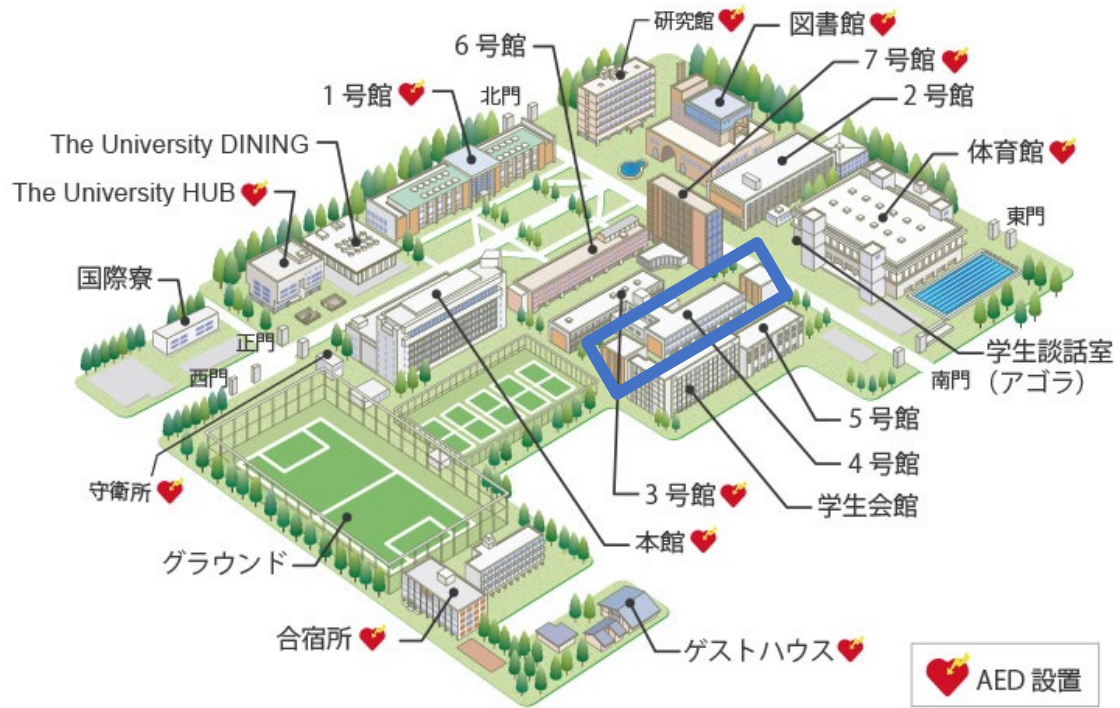 研究館
図書館
6号館
7号館
1号館
北門
2号館
The University DINING
体育館
The University HUB
東門
国際寮
正門
西門
学生談話室
（アゴラ）
南門
5号館
4号館
守衛所
3号館
学生会館
本館
グラウンド
合宿所
ゲストハウス
AED設置